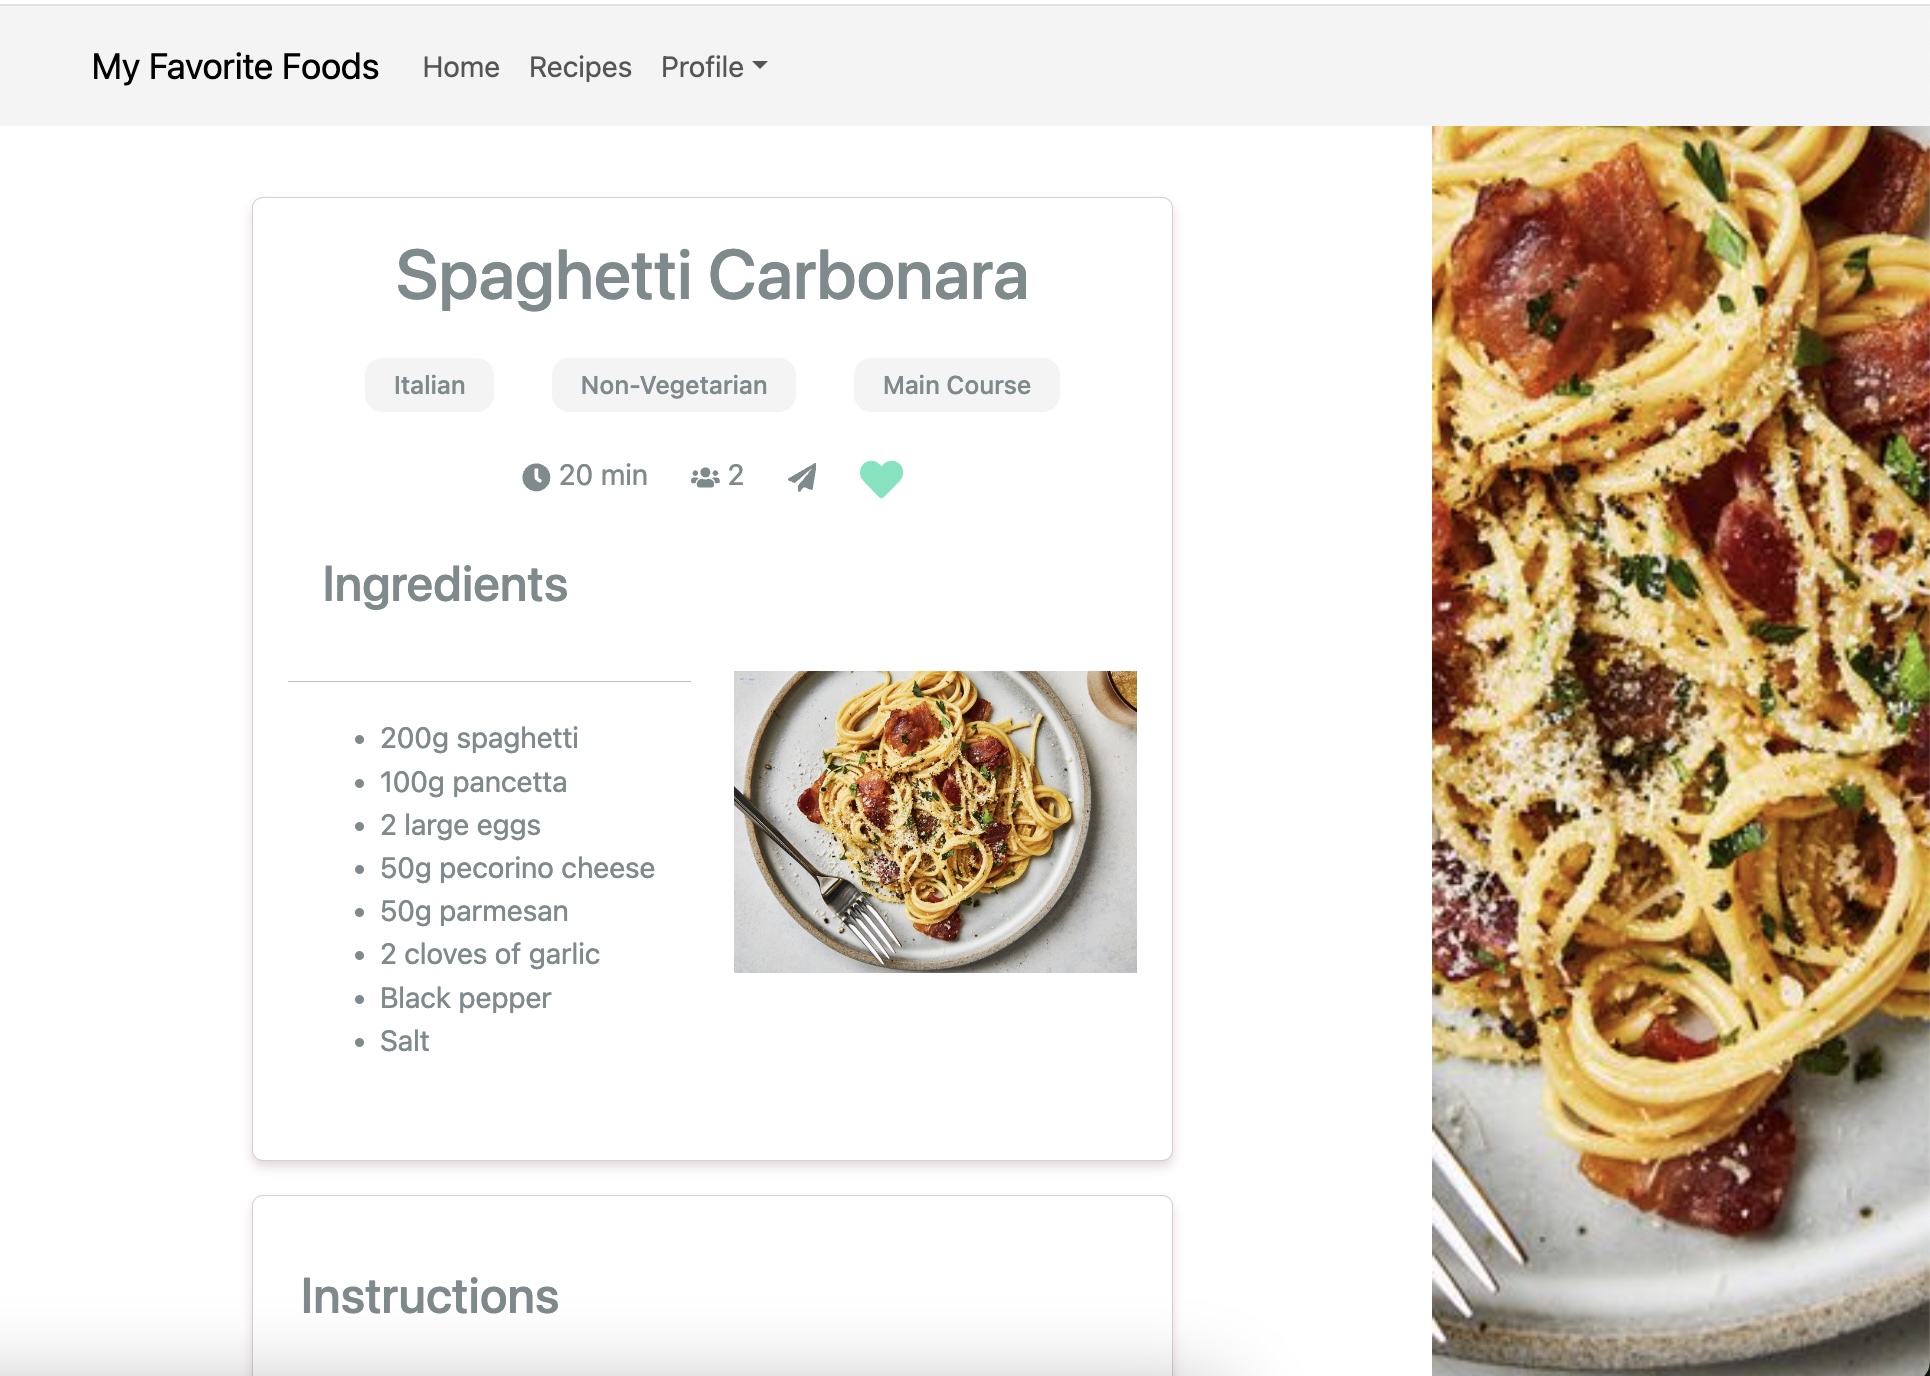 My Favorite Foods Home Recipes Profile
Spaghetti Carbonara
Italian Non-Vegetarian Main Course
20 min 2
Ingredients
200g spaghetti
100g pancetta
2 large eggs
50g pecorino cheese
50g parmesan
2 cloves of garlic
Black pepper
Salt
Instructions